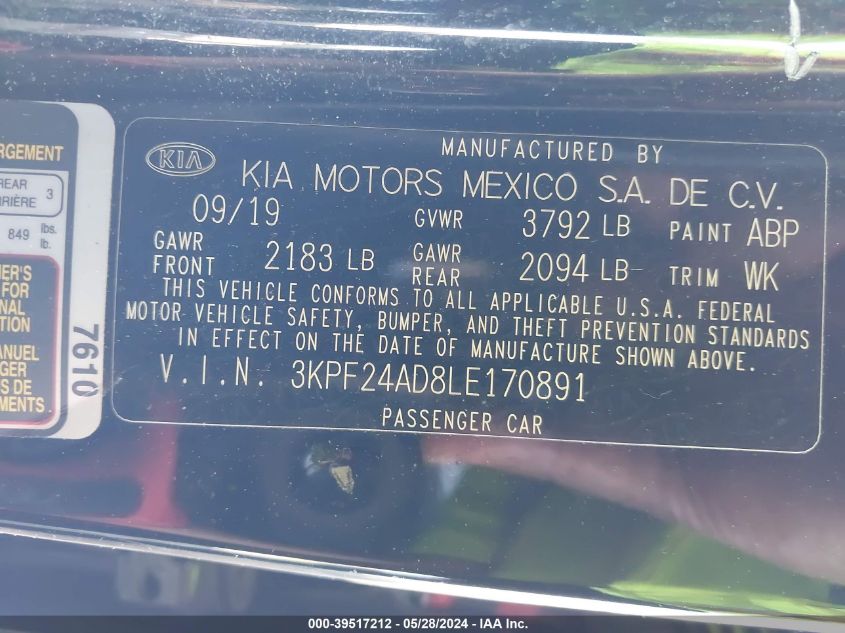 RGEMENT
REAR
RRIÈRE 3
849 lbs.
lb.
ER'S
FOR
NAL
TION
ANUEL
GER
S DE
MENTS
7610
KIA
MANUFACTURED BY
KIA MOTORS MEXICO S.A. DE C.V.
09/19 GVWR 3792 LB PAINT ABP
GAWR FRONT 2183 LB GAWR REAR 2094 LB TRIM WK
THIS VEHICLE CONFORMS TO ALL APPLICABLE U.S.A. FEDERAL
MOTOR VEHICLE SAFETY, BUMPER, AND THEFT PREVENTION STANDARDS
IN EFFECT ON THE DATE OF MANUFACTURE SHOWN ABOVE.
V.I.N. 3KPF24AD8LE170891
PASSENGER CAR
000-39517212 - 05/28/2024 - IAA Inc.